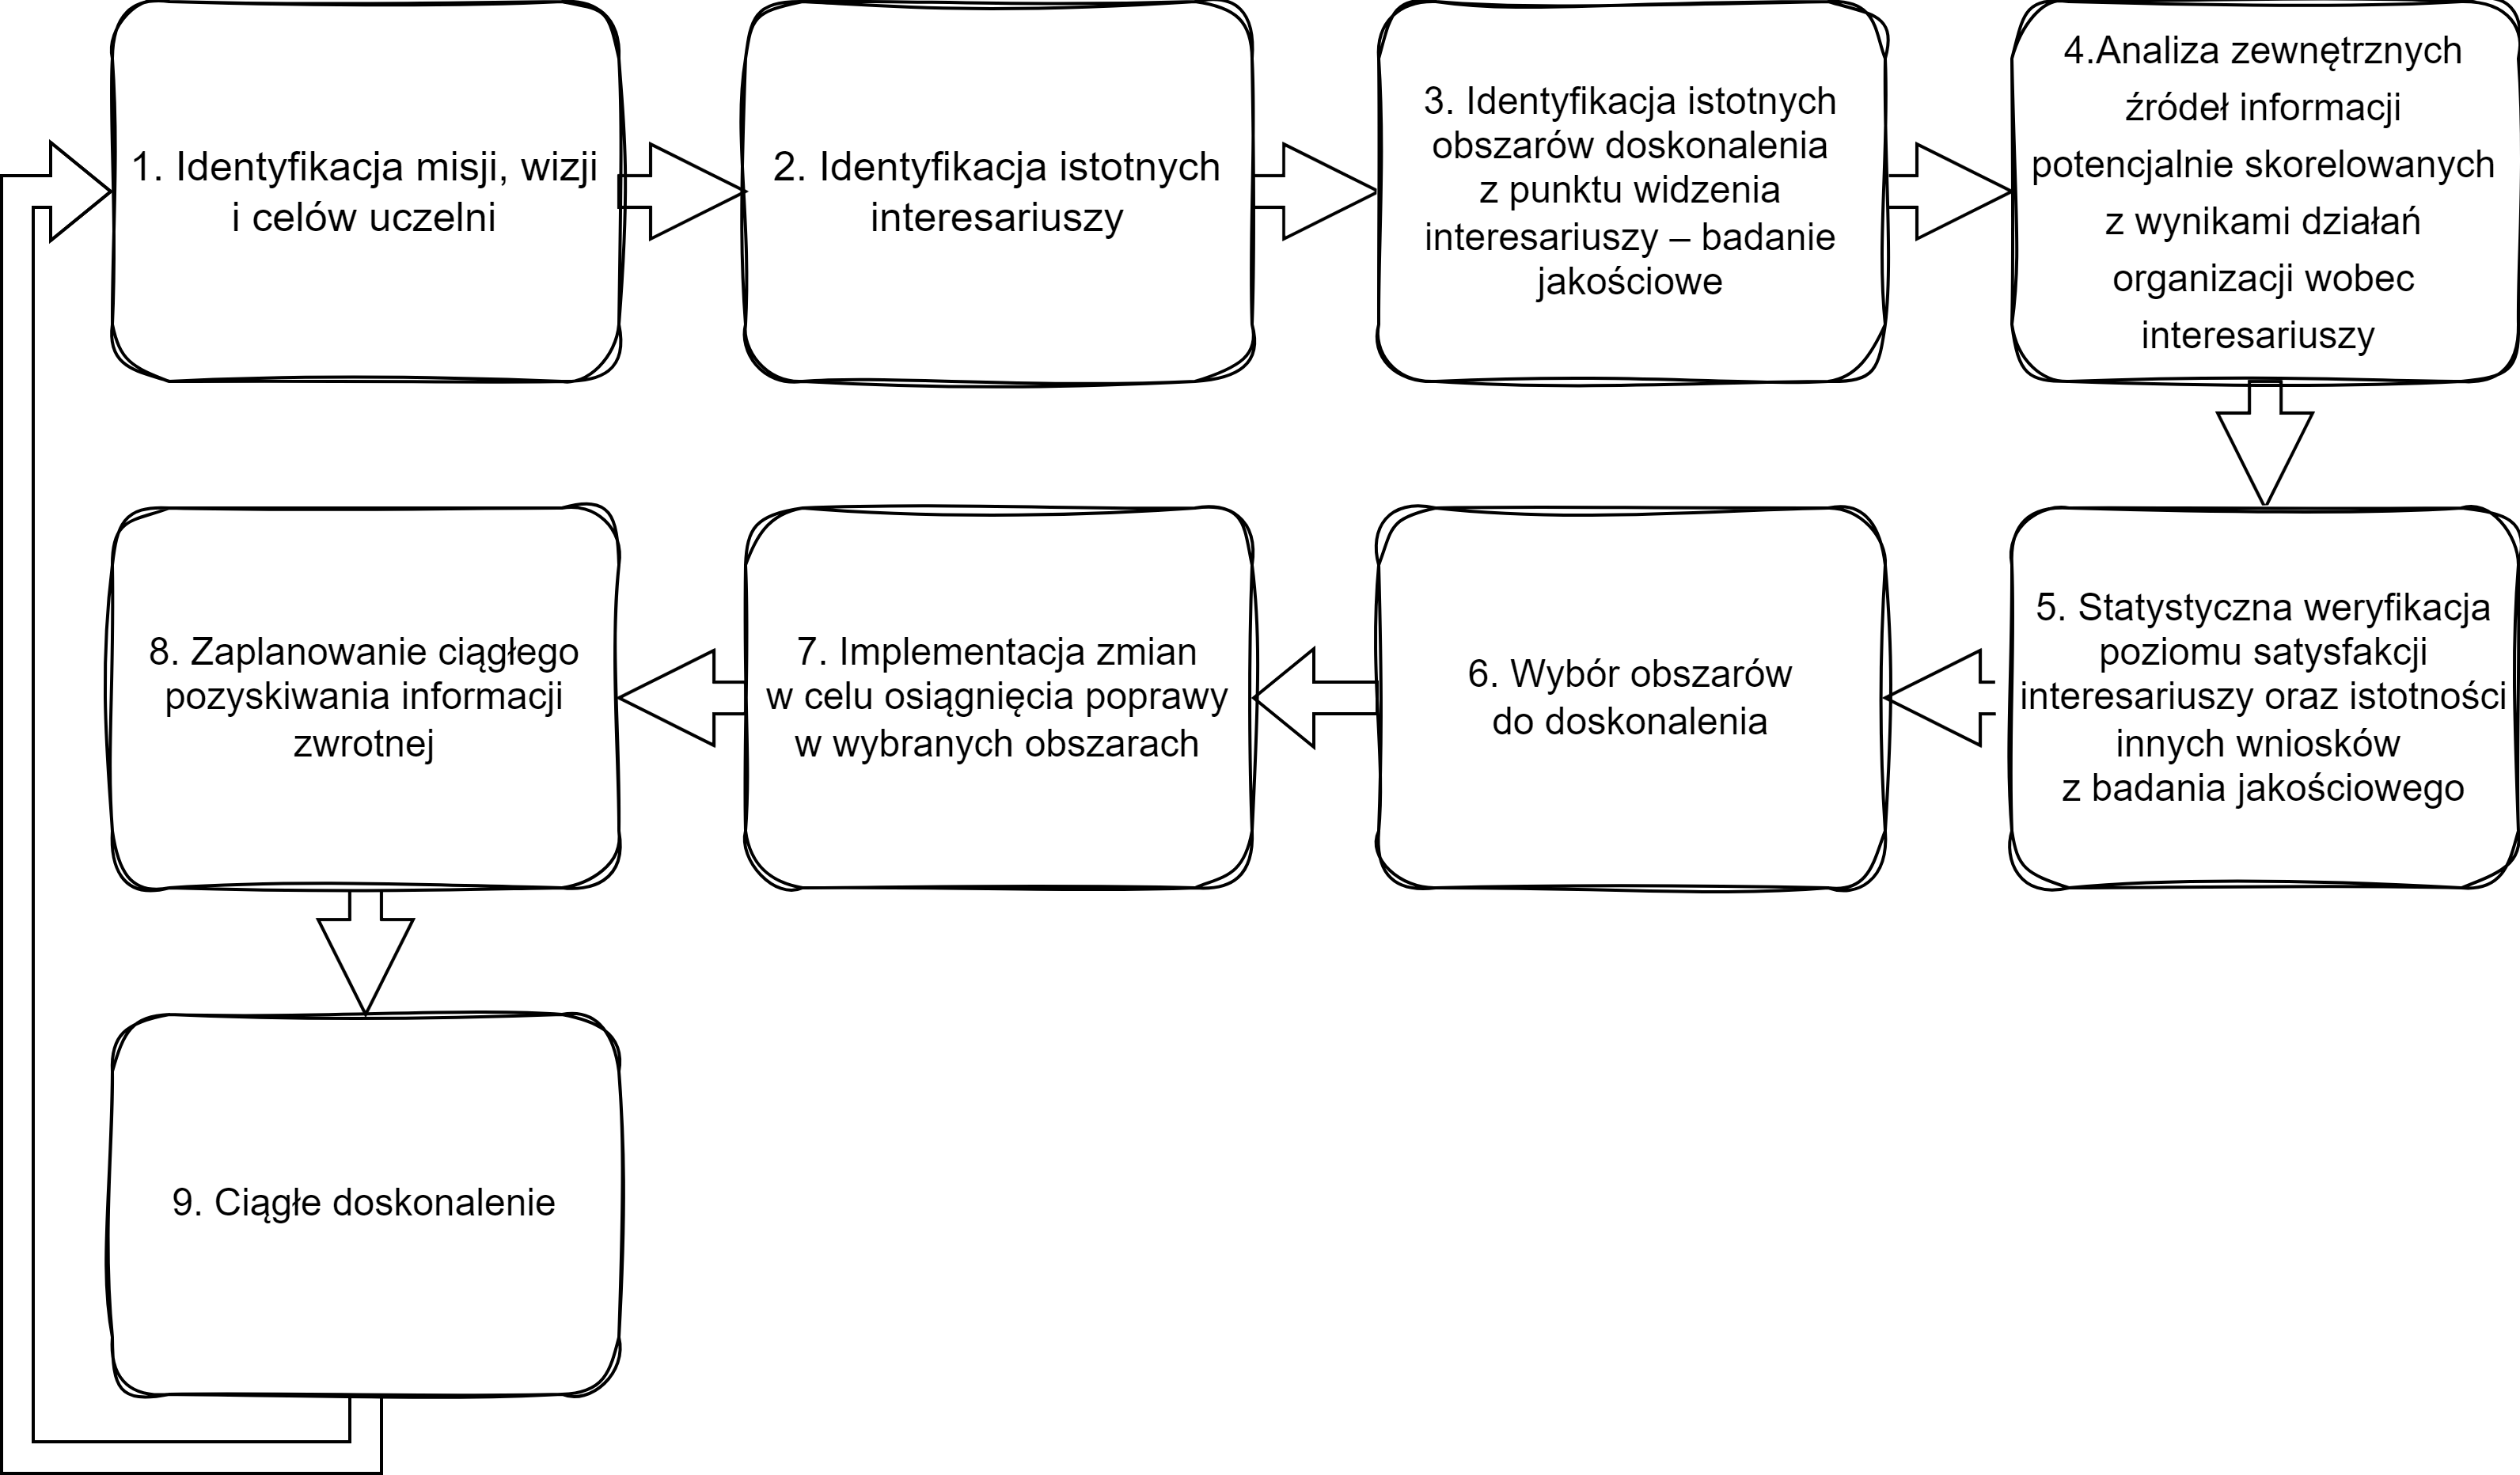 1. Identyfikacja misji, wizji
i celów uczelni
2. Identyfikacja istotnych
interesariuszy
3. Identyfikacja istotnych
obszarów doskonalenia
z punktu widzenia
interesariuszy – badanie
jakościowe
4.Analiza zewnętrznych
źródeł informacji
potencjalnie skorelowanych
z wynikami działań
organizacji wobec
interesariuszy
5. Statystyczna weryfikacja
poziomu satysfakcji
interesariuszy oraz istotności
innych wniosków
z badania jakościowego
6. Wybór obszarów
do doskonalenia
7. Implementacja zmian
w celu osiągnięcia poprawy
w wybranych obszarach
8. Zaplanowanie ciągłego
pozyskiwania informacji
zwrotnej
9. Ciągłe doskonalenie